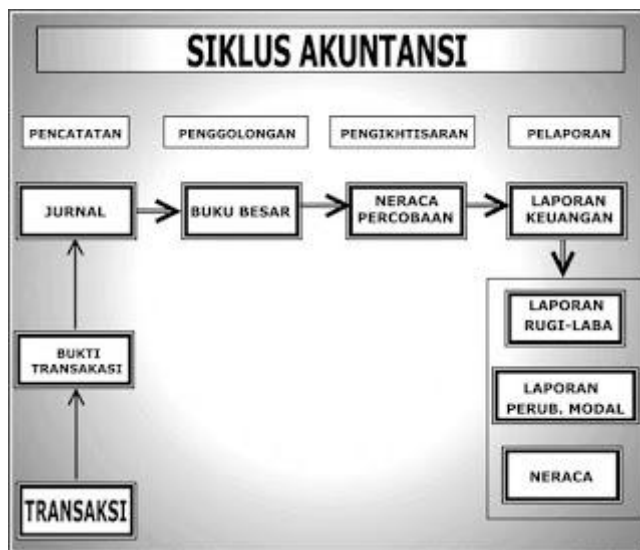 SIKLUS AKUNTANSI
PENCATATAN
PENGGOLONGAN
PENGIKHTISARAN
PELAPORAN
JURNAL
BUKU BESAR
NERACA
PERCOBAAN
LAPORAN
KEUANGAN
BUKTI
TRANSAKASI
TRANSAKSI
LAPORAN
RUGI-LABA
LAPORAN
PERUB. MODAL
NERACA